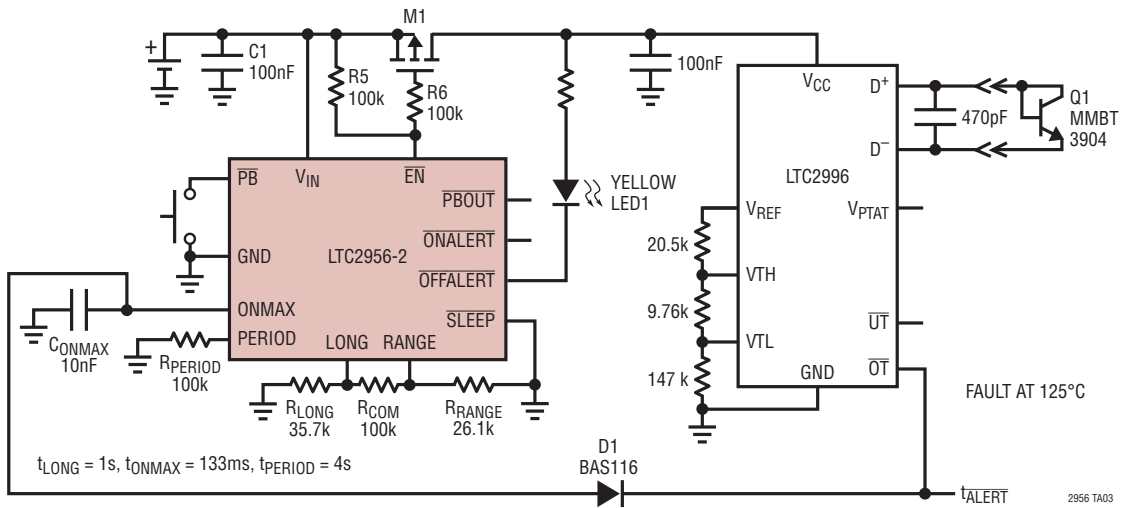 M1
+
C1
100nF
R5
100k
R6
100k
100nF
PB
VIN
EN
PBOUT
ONALERT
OFFALERT
SLEEP
GND
LTC2956-2
ONMAX
PERIOD
LONG
RANGE
YELLOW
LED1
VCC
D+
D−
LTC2996
VREF
VPTAT
VTH
VTL
UT
OT
GND
470pF
Q1
MMBT
3904
20.5k
9.76k
147 k
CONMAX
10nF
RPERIOD
100k
RLONG
35.7k
RCOM
100k
RRANGE
26.1k
FAULT AT 125°C
tLONG = 1s, tONMAX = 133ms, tPERIOD = 4s
D1
BAS116
tALERT
2956 TA03